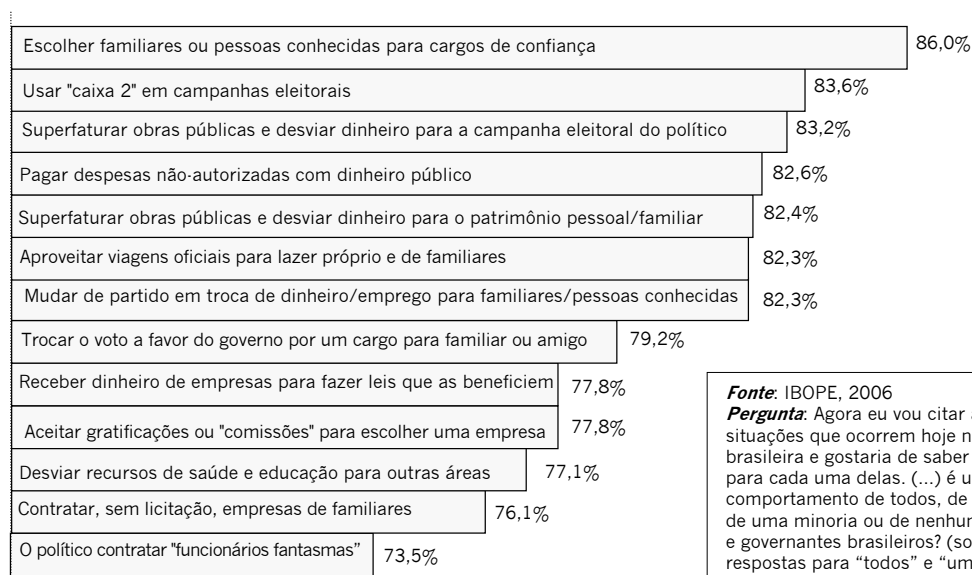 Escolher familiares ou pessoas conhecidas para cargos de confiança 86,0%
Usar "caixa 2" em campanhas eleitorais 83,6%
Superfaturar obras públicas e desviar dinheiro para a campanha eleitoral do político 83,2%
Pagar despesas não-autorizadas com dinheiro público 82,6%
Superfaturar obras públicas e desviar dinheiro para o patrimônio pessoal/familiar 82,4%
Aproveitar viagens oficiais para lazer próprio e de familiares 82,3%
Mudar de partido em troca de dinheiro/emprego para familiares/pessoas conhecidas 82,3%
Trocar o voto a favor do governo por um cargo para familiar ou amigo 79,2%
Receber dinheiro de empresas para fazer leis que as beneficiem 77,8%
Aceitar gratificações ou "comissões" para escolher uma empresa 77,8%
Desviar recursos de saúde e educação para outras áreas 77,1%
Contratar, sem licitação, empresas de familiares 76,1%
O político contratar "funcionários fantasmas” 73,5%
Fonte: IBOPE, 2006
Pergunta: Agora eu vou citar
situações que ocorrem hoje
brasileira e gostaria de saber
para cada uma delas. (...) é
comportamento de todos, de
de uma minoria ou de
e governantes brasileiros?
respostas para “todos” e